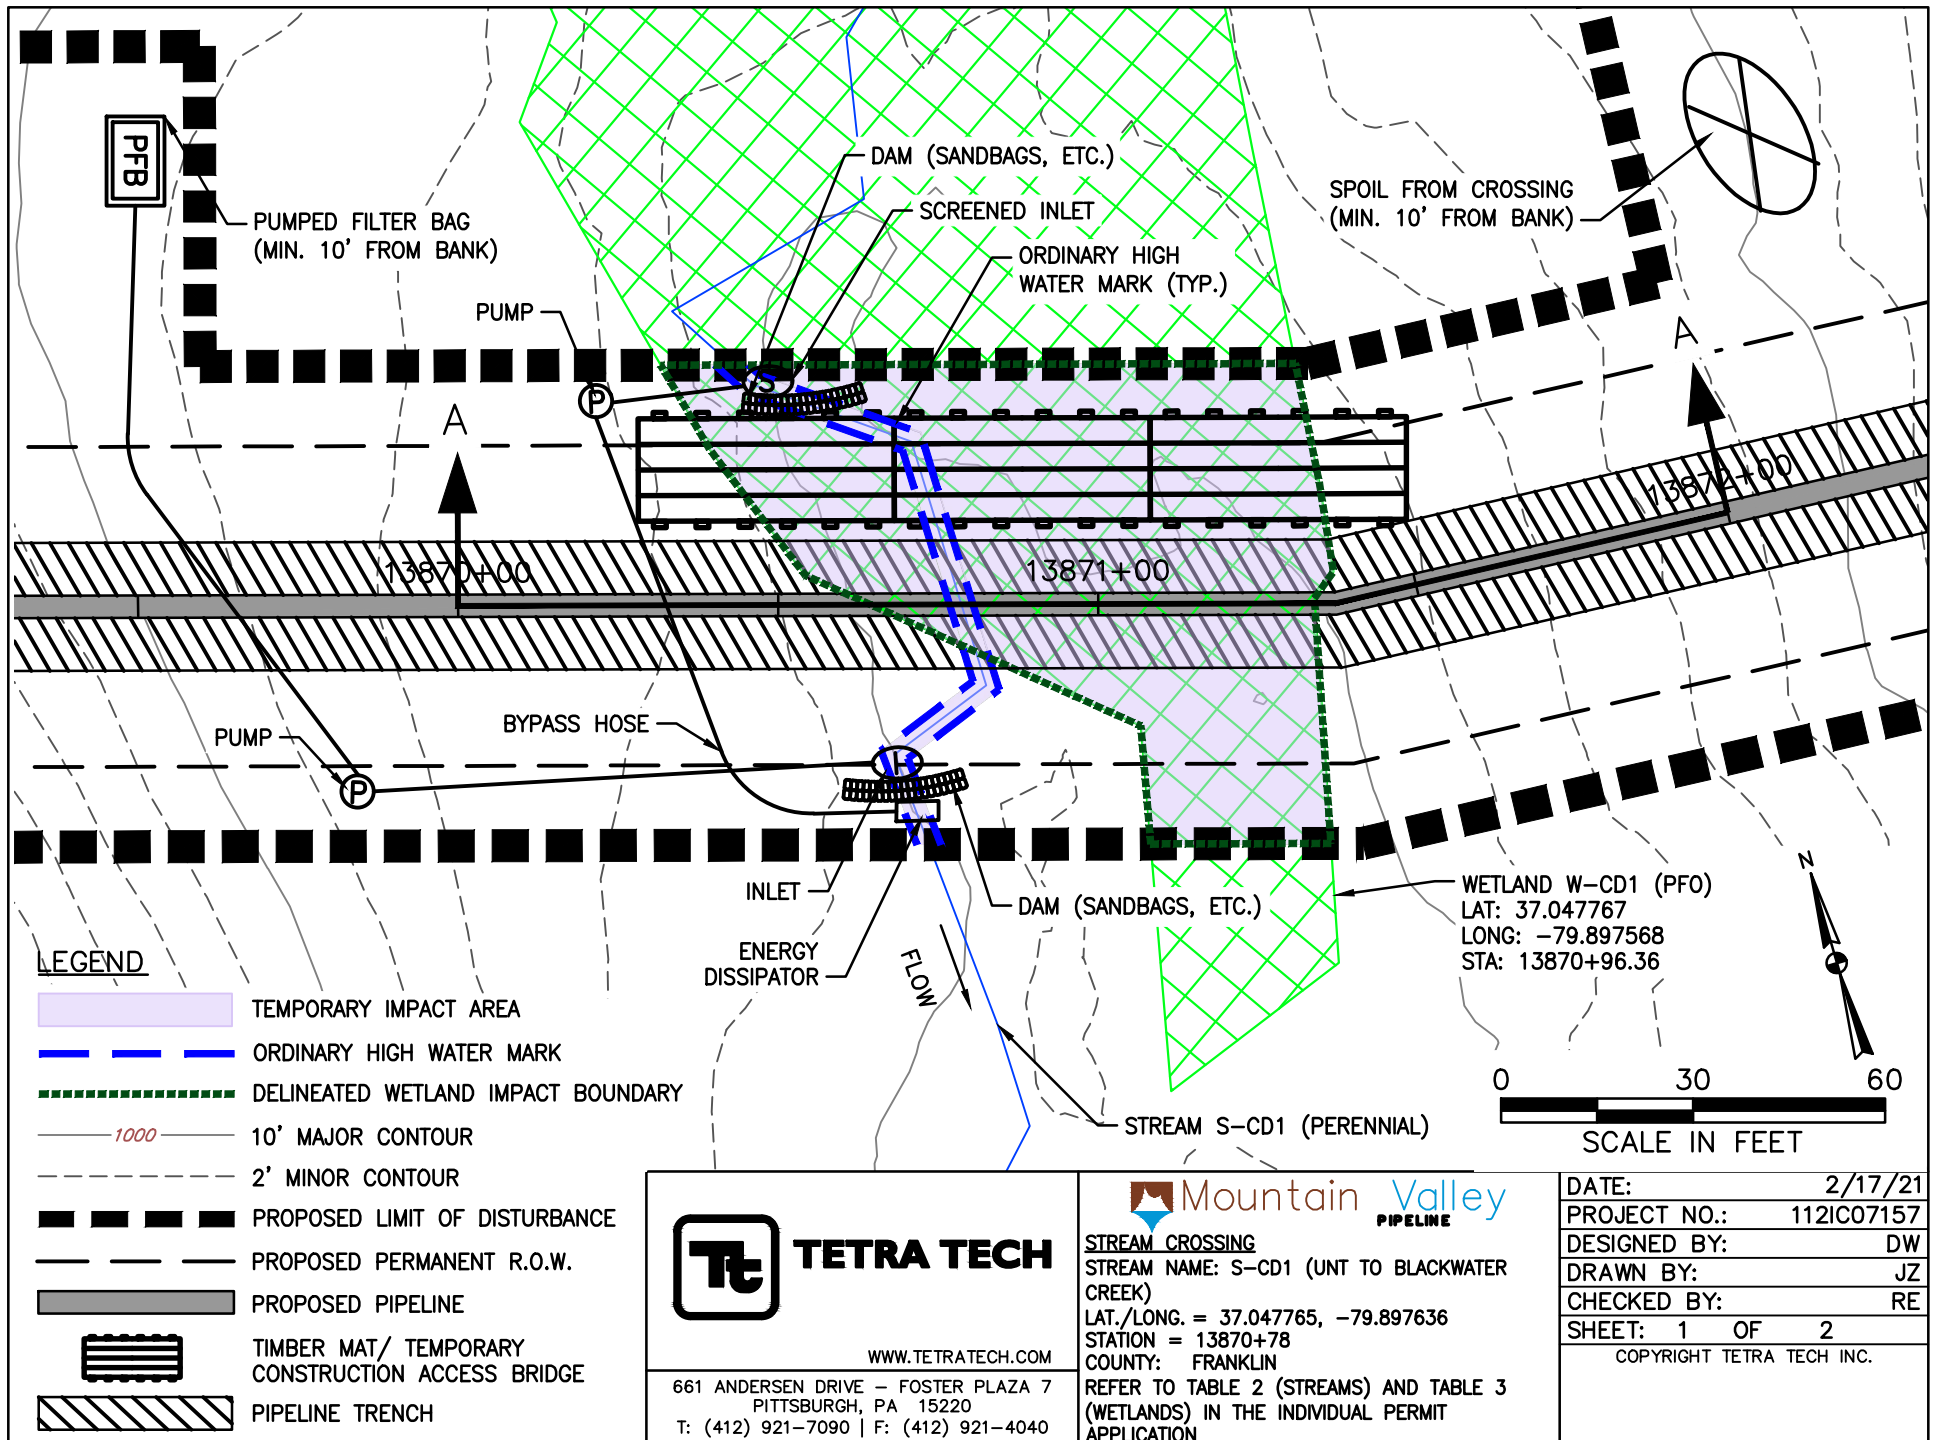 PFB
PUMPED FILTER BAG
(MIN. 10' FROM BANK)
DAM (SANDBAGS, ETC.)
SCREENED INLET
ORDINARY HIGH
WATER MARK (TYP.)
SPOIL FROM CROSSING
(MIN. 10' FROM BANK)
PUMP
P
S
A
A
13870+00
13871+00
13872+00
BYPASS HOSE
PUMP
P
I
INLET
ENERGY
DISSIPATOR
DAM (SANDBAGS, ETC.)
FLOW
WETLAND W-CD1 (PFO)
LAT: 37.047767
LONG: -79.897568
STA: 13870+96.36
N
STREAM S-CD1 (PERENNIAL)
0 30 60
SCALE IN FEET
LEGEND
TEMPORARY IMPACT AREA
ORDINARY HIGH WATER MARK
DELINEATED WETLAND IMPACT BOUNDARY
1000 10' MAJOR CONTOUR
2' MINOR CONTOUR
PROPOSED LIMIT OF DISTURBANCE
PROPOSED PERMANENT R.O.W.
PROPOSED PIPELINE
TIMBER MAT/ TEMPORARY
CONSTRUCTION ACCESS BRIDGE
PIPELINE TRENCH
Tt TETRA TECH
WWW.TETRATECH.COM
661 ANDERSEN DRIVE – FOSTER PLAZA 7
PITTSBURGH, PA 15220
T: (412) 921-7090 | F: (412) 921-4040
Mountain Valley
PIPELINE
STREAM CROSSING
STREAM NAME: S-CD1 (UNT TO BLACKWATER
CREEK)
LAT./LONG. = 37.047765, -79.897636
STATION = 13870+78
COUNTY: FRANKLIN
REFER TO TABLE 2 (STREAMS) AND TABLE 3
(WETLANDS) IN THE INDIVIDUAL PERMIT
APPLICATION
DATE: 2/17/21
PROJECT NO.: 112IC07157
DESIGNED BY: DW
DRAWN BY: JZ
CHECKED BY: RE
SHEET: 1 OF 2
COPYRIGHT TETRA TECH INC.